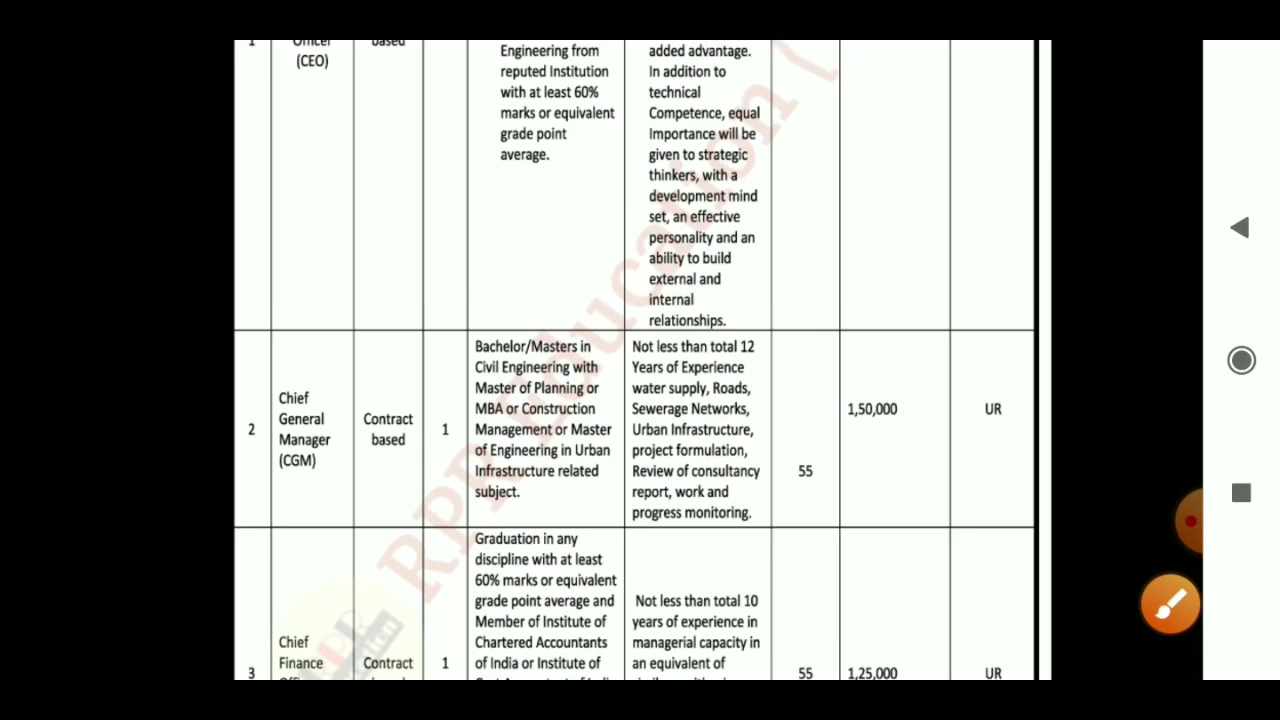 1
Officer
(CEO)
based
Engineering from
reputed Institution
with at least 60%
marks or equivalent
grade point
average.
added advantage.
In addition to
technical
Competence, equal
Importance will be
given to strategic
thinkers, with a
development mind
set, an effective
personality and an
ability to build
external and
internal
relationships.
2
Chief
General
Manager
(CGM)
Contract
based
1
Bachelor/Masters in
Civil Engineering with
Master of Planning or
MBA or Construction
Management or Master
of Engineering in Urban
Infrastructure related
subject.
Not less than total 12
Years of Experience
water supply, Roads,
Sewerage Networks,
Urban Infrastructure,
project formulation,
Review of consultancy
report, work and
progress monitoring.
55
1,50,000
UR
3
Chief
Finance
Contract
1
Graduation in any
discipline with at least
60% marks or equivalent
grade point average and
Member of Institute of
Chartered Accountants
of India or Institute of
Not less than total 10
years of experience in
managerial capacity in
an equivalent of
55
1,25,000
UR
RPR Education (